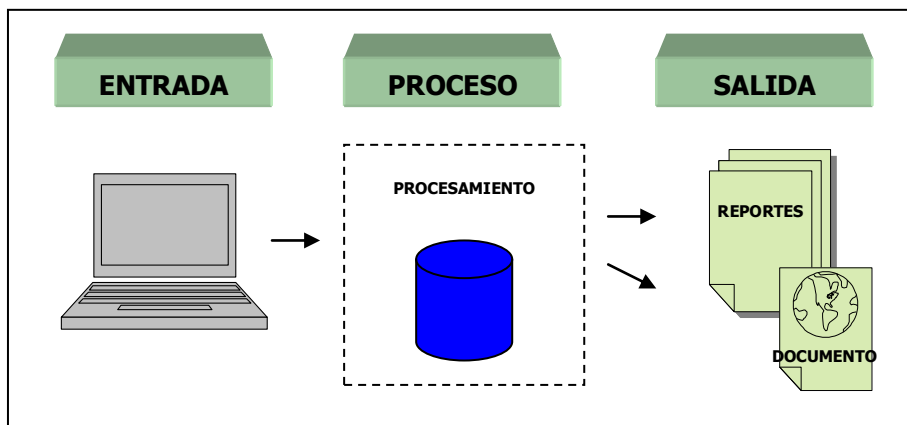 ENTRADA
PROCESO
SALIDA
PROCESAMIENTO
REPORTES
DOCUMENTO